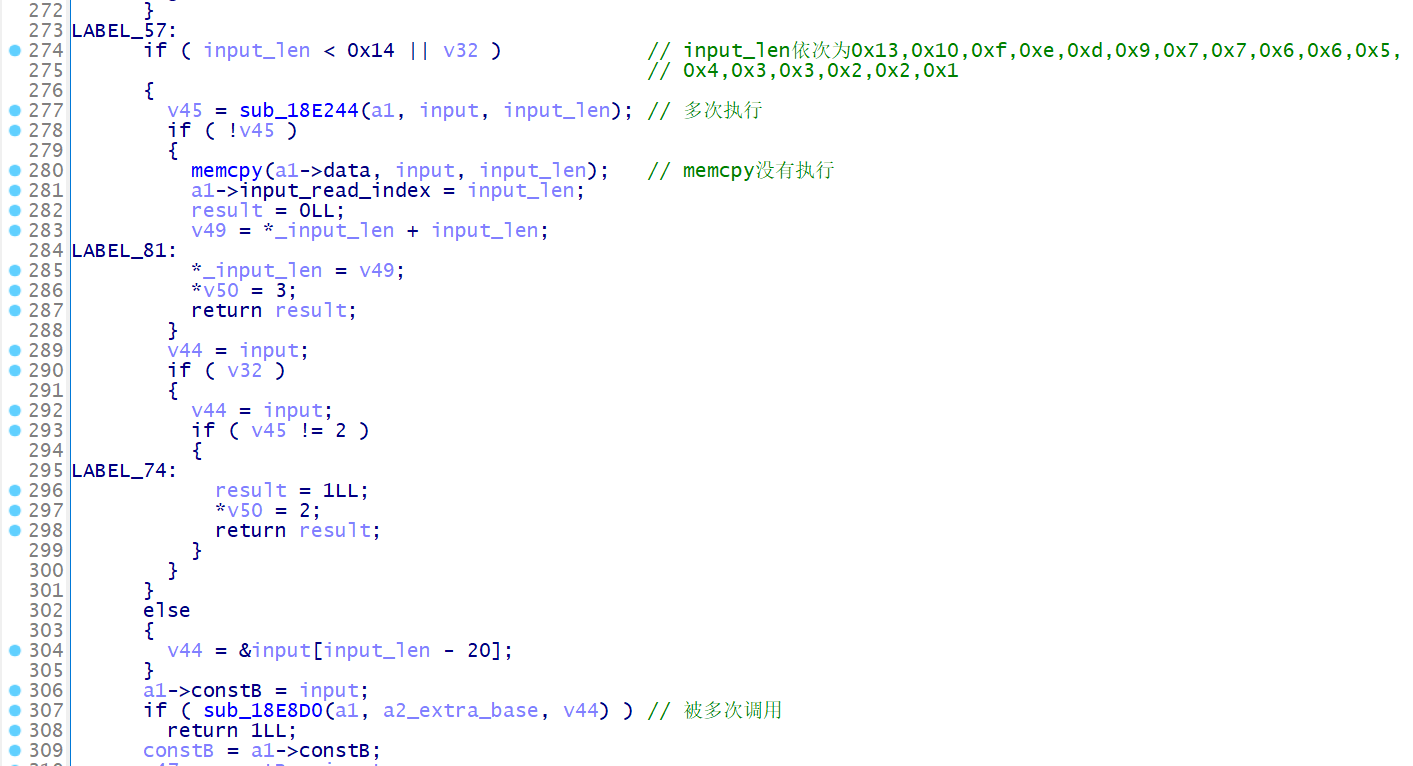 272 }
273 LABEL_57:
274 if ( input_len < 0x14 || v32 ) // input_len依次为0x13,0x10,0xf,0xe,0xd,0x9,0x7,0x7,0x6,0x6,0x5,
275 // 0x4,0x3,0x3,0x2,0x2,0x1
276 {
277 v45 = sub_18E244(a1, input, input_len); // 多次执行
278 if ( !v45 )
279 {
280 memcpy(a1->data, input, input_len); // memcpy没有执行
281 a1->input_read_index = input_len;
282 result = 0LL;
283 v49 = *_input_len + input_len;
284 LABEL_81:
285 *_input_len = v49;
286 *v50 = 3;
287 return result;
288 }
289 v44 = input;
290 if ( v32 )
291 {
292 v44 = input;
293 if ( v45 != 2 )
294 {
295 LABEL_74:
296 result = 1LL;
297 *v50 = 2;
298 return result;
299 }
300 }
301 }
302 else
303 {
304 v44 = &input[input_len - 20];
305 }
306 a1->constB = input;
307 if ( sub_18E8D0(a1, a2_extra_base, v44) ) // 被多次调用
308 return 1LL;
309 constB = a1->constB;